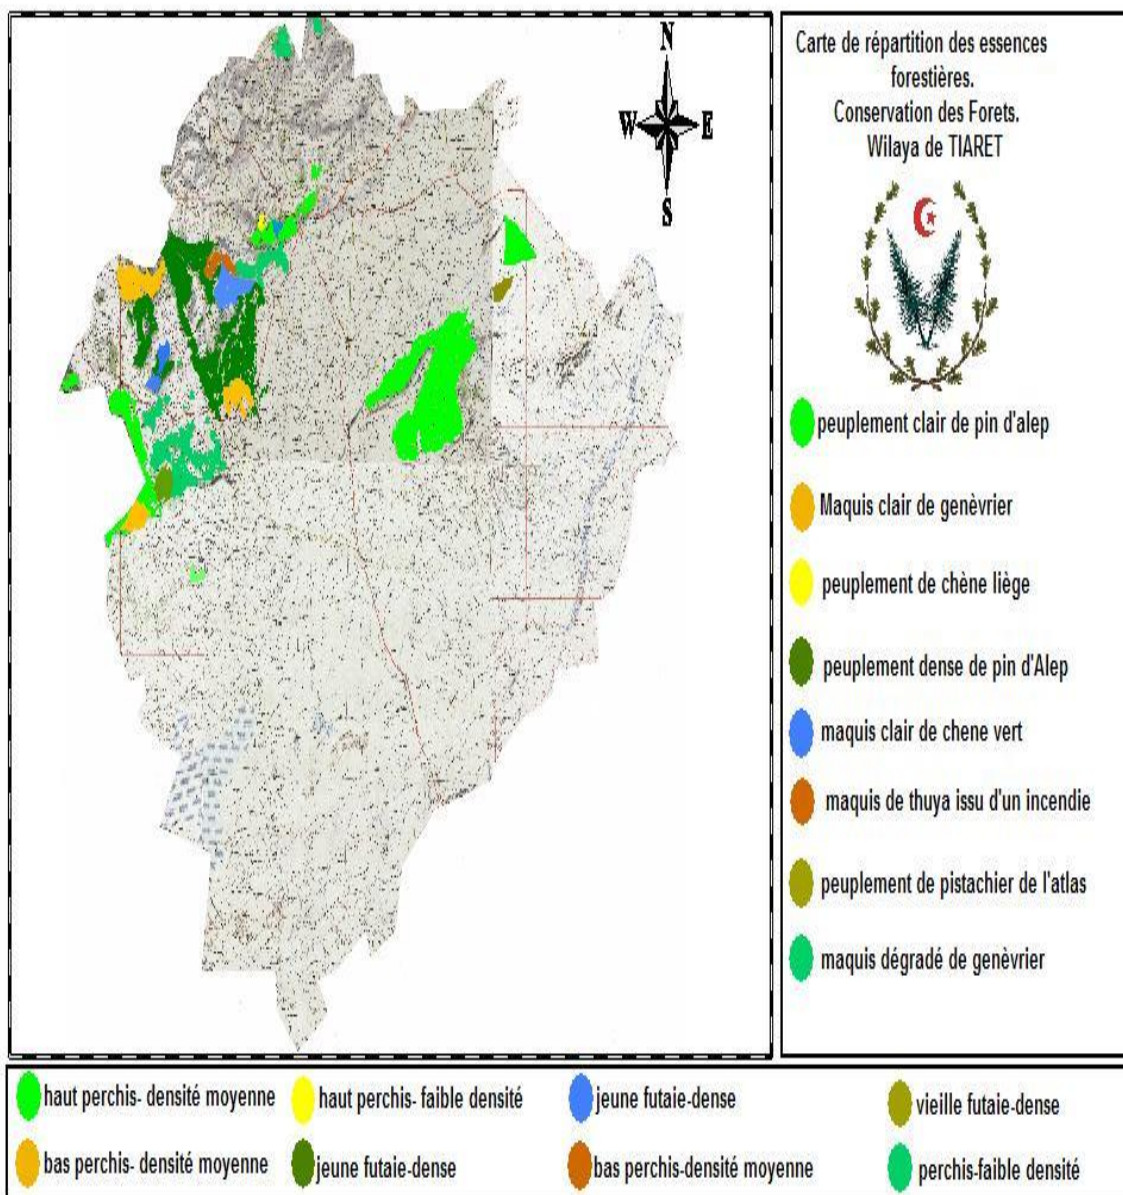 N
W E
S
Carte de répartition des essences
forestières.
Conservation des Forets.
Wilaya de TIARET
peuplement clair de pin d'alep
Maquis clair de genèvrier
peuplement de chène liège
peuplement dense de pin d'Alep
maquis clair de chene vert
maquis de thuya issu d'un incendie
peuplement de pistachier de l'atlas
maquis dégradé de genèvrier
haut perchis- densité moyenne
haut perchis- faible densité
jeune futaie-dense
vieille futaie-dense
bas perchis- densité moyenne
jeune futaie-dense
bas perchis-densité moyenne
perchis-faible densité